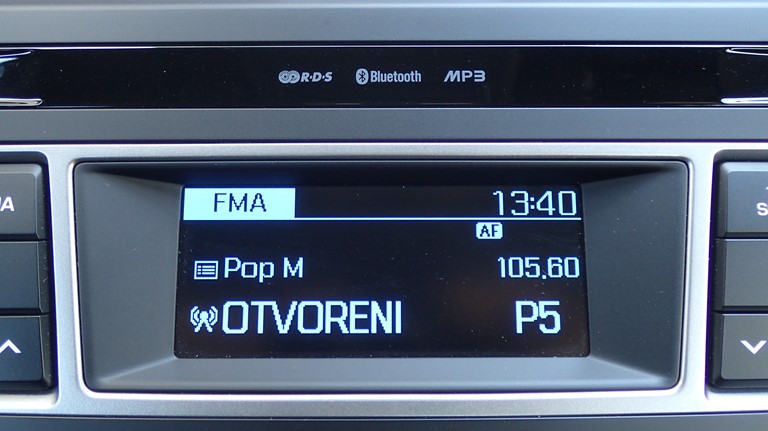 R·D·S Bluetooth MP3
FMA 13:40
AF
Pop M 105.60
OTVORENI P5